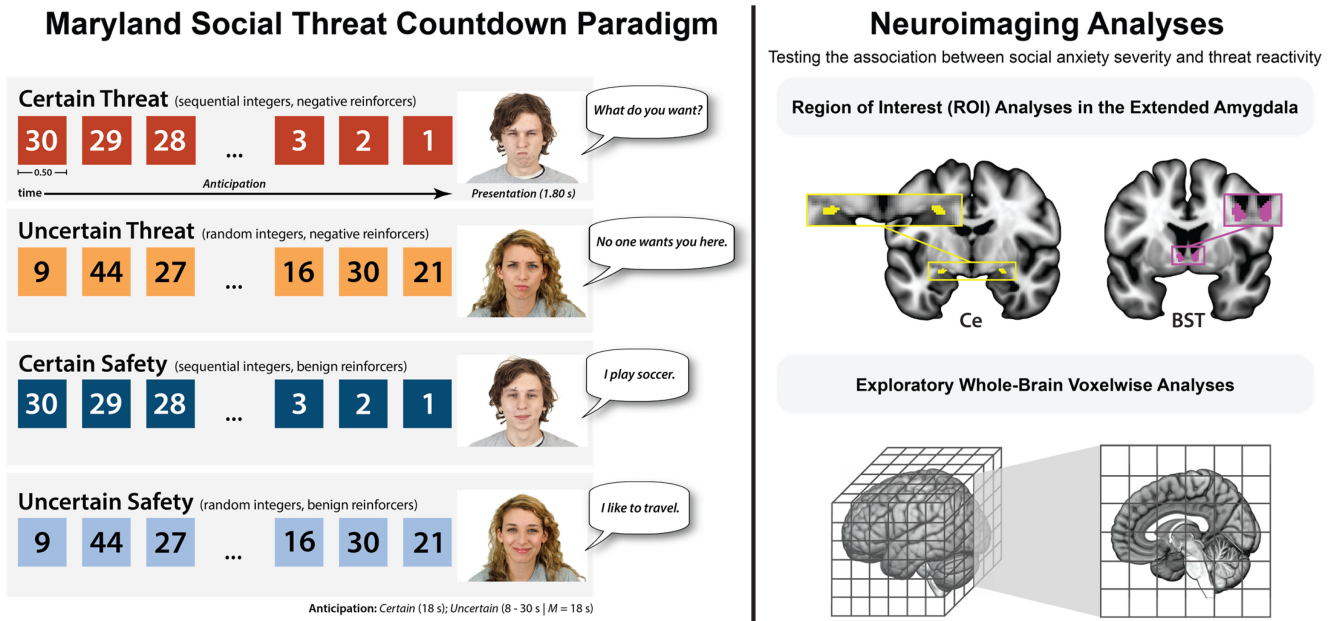 Maryland Social Threat Countdown Paradigm
Certain Threat (sequential integers, negative reinforcers)
30 29 28 ... 3 2 1
What do you want?
0.50
time
Anticipation
Presentation (1.80 s)
Uncertain Threat (random integers, negative reinforcers)
9 44 27 ... 16 30 21
No one wants you here.
Certain Safety (sequential integers, benign reinforcers)
30 29 28 ... 3 2 1
I play soccer.
Uncertain Safety (random integers, benign reinforcers)
9 44 27 ... 16 30 21
I like to travel.
Anticipation: Certain (18 s); Uncertain (8 - 30 s | M = 18 s)
Neuroimaging Analyses
Testing the association between social anxiety severity and threat reactivity
Region of Interest (ROI) Analyses in the Extended Amygdala
Ce
BST
Exploratory Whole-Brain Voxelwise Analyses